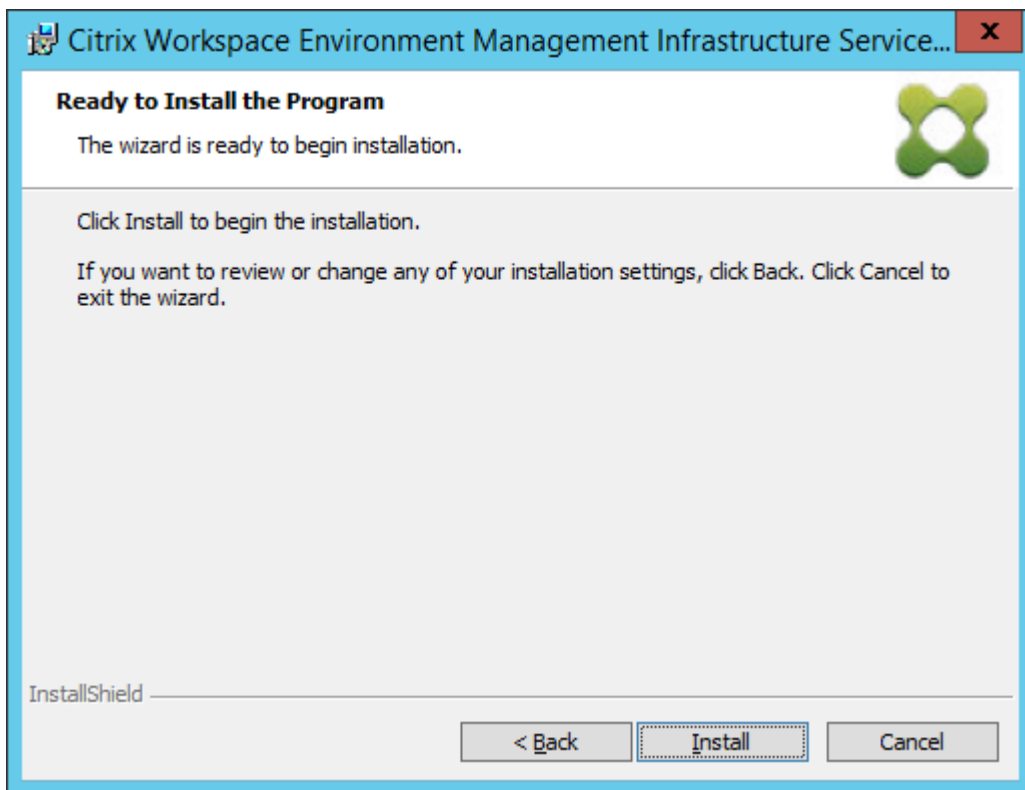 Citrix Workspace Environment Management Infrastructure Service...
Ready to Install the Program
The wizard is ready to begin installation.
Click Install to begin the installation.
If you want to review or change any of your installation settings, click Back. Click Cancel to
exit the wizard.
InstallShield
< Back
Install
Cancel